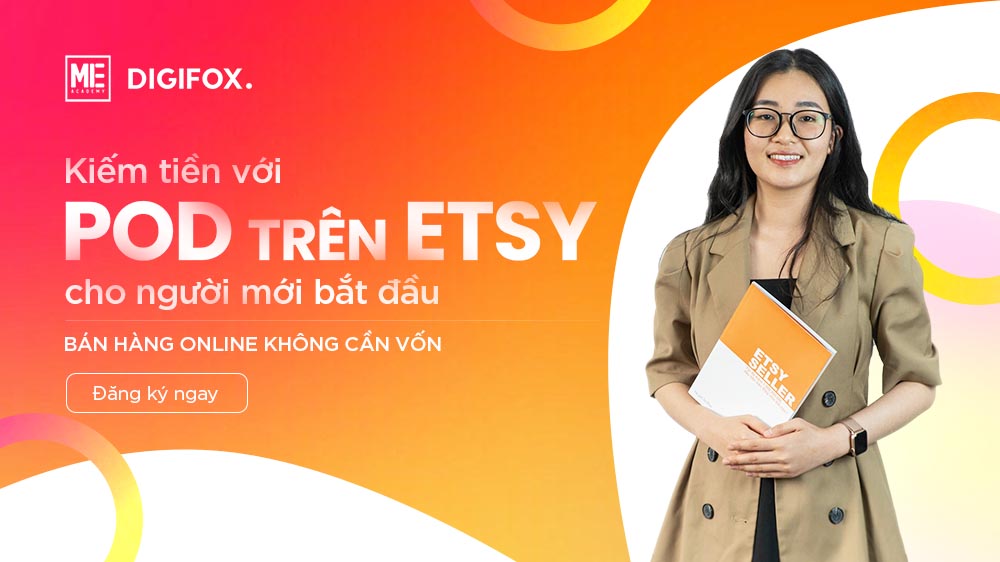 ME
ACADEMY
DIGIFOX.
Kiếm tiền với
POD TRÊN ETSY
cho người mới bắt đầu
BÁN HÀNG ONLINE KHÔNG CẦN VỐN
Đăng ký ngay
ETSY
SELLER